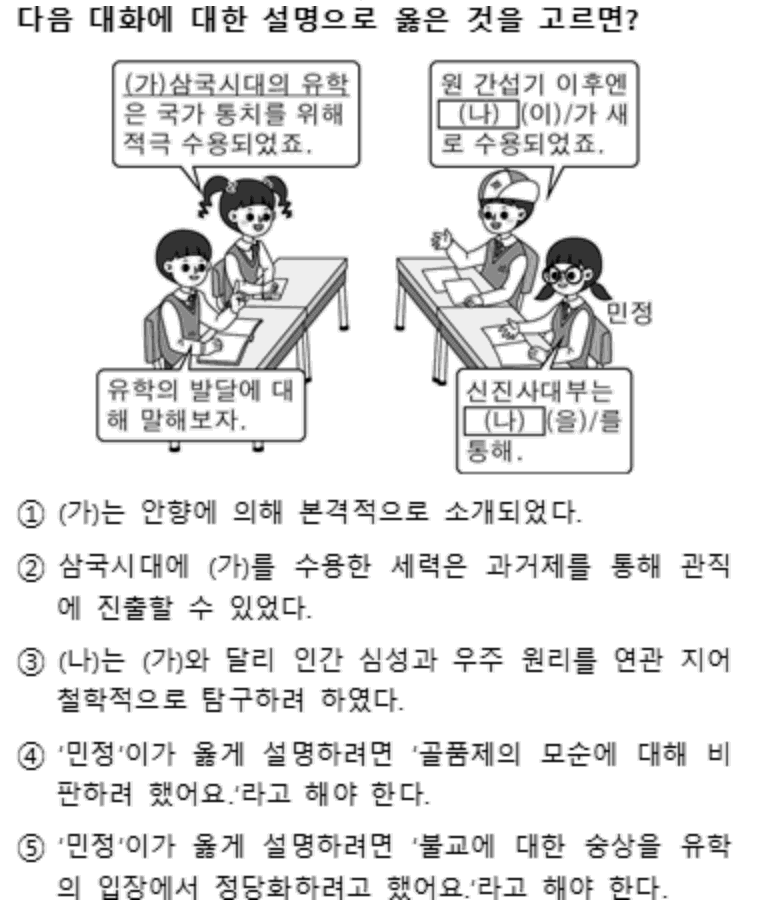 다음 대화에 대한 설명으로 옳은 것을 고르면?
(가)삼국시대의 유학
은 국가 통치를 위해
적극 수용되었죠.
원 간섭기 이후엔
(나) (이)/가 새
로 수용되었죠.
민정
유학의 발달에 대
해 말해보자.
신진사대부는
(나) (을)/를
통해.
① (가)는 안향에 의해 본격적으로 소개되었다.
② 삼국시대에 (가)를 수용한 세력은 과거제를 통해 관직
에 진출할 수 있었다.
③ (나)는 (가)와 달리 인간 심성과 우주 원리를 연관 지어
철학적으로 탐구하려 하였다.
④ ‘민정’이가 옳게 설명하려면 ‘골품제의 모순에 대해 비
판하려 했어요.’라고 해야 한다.
⑤ ‘민정’이가 옳게 설명하려면 ‘불교에 대한 숭상을 유학
의 입장에서 정당화하려고 했어요.’라고 해야 한다.